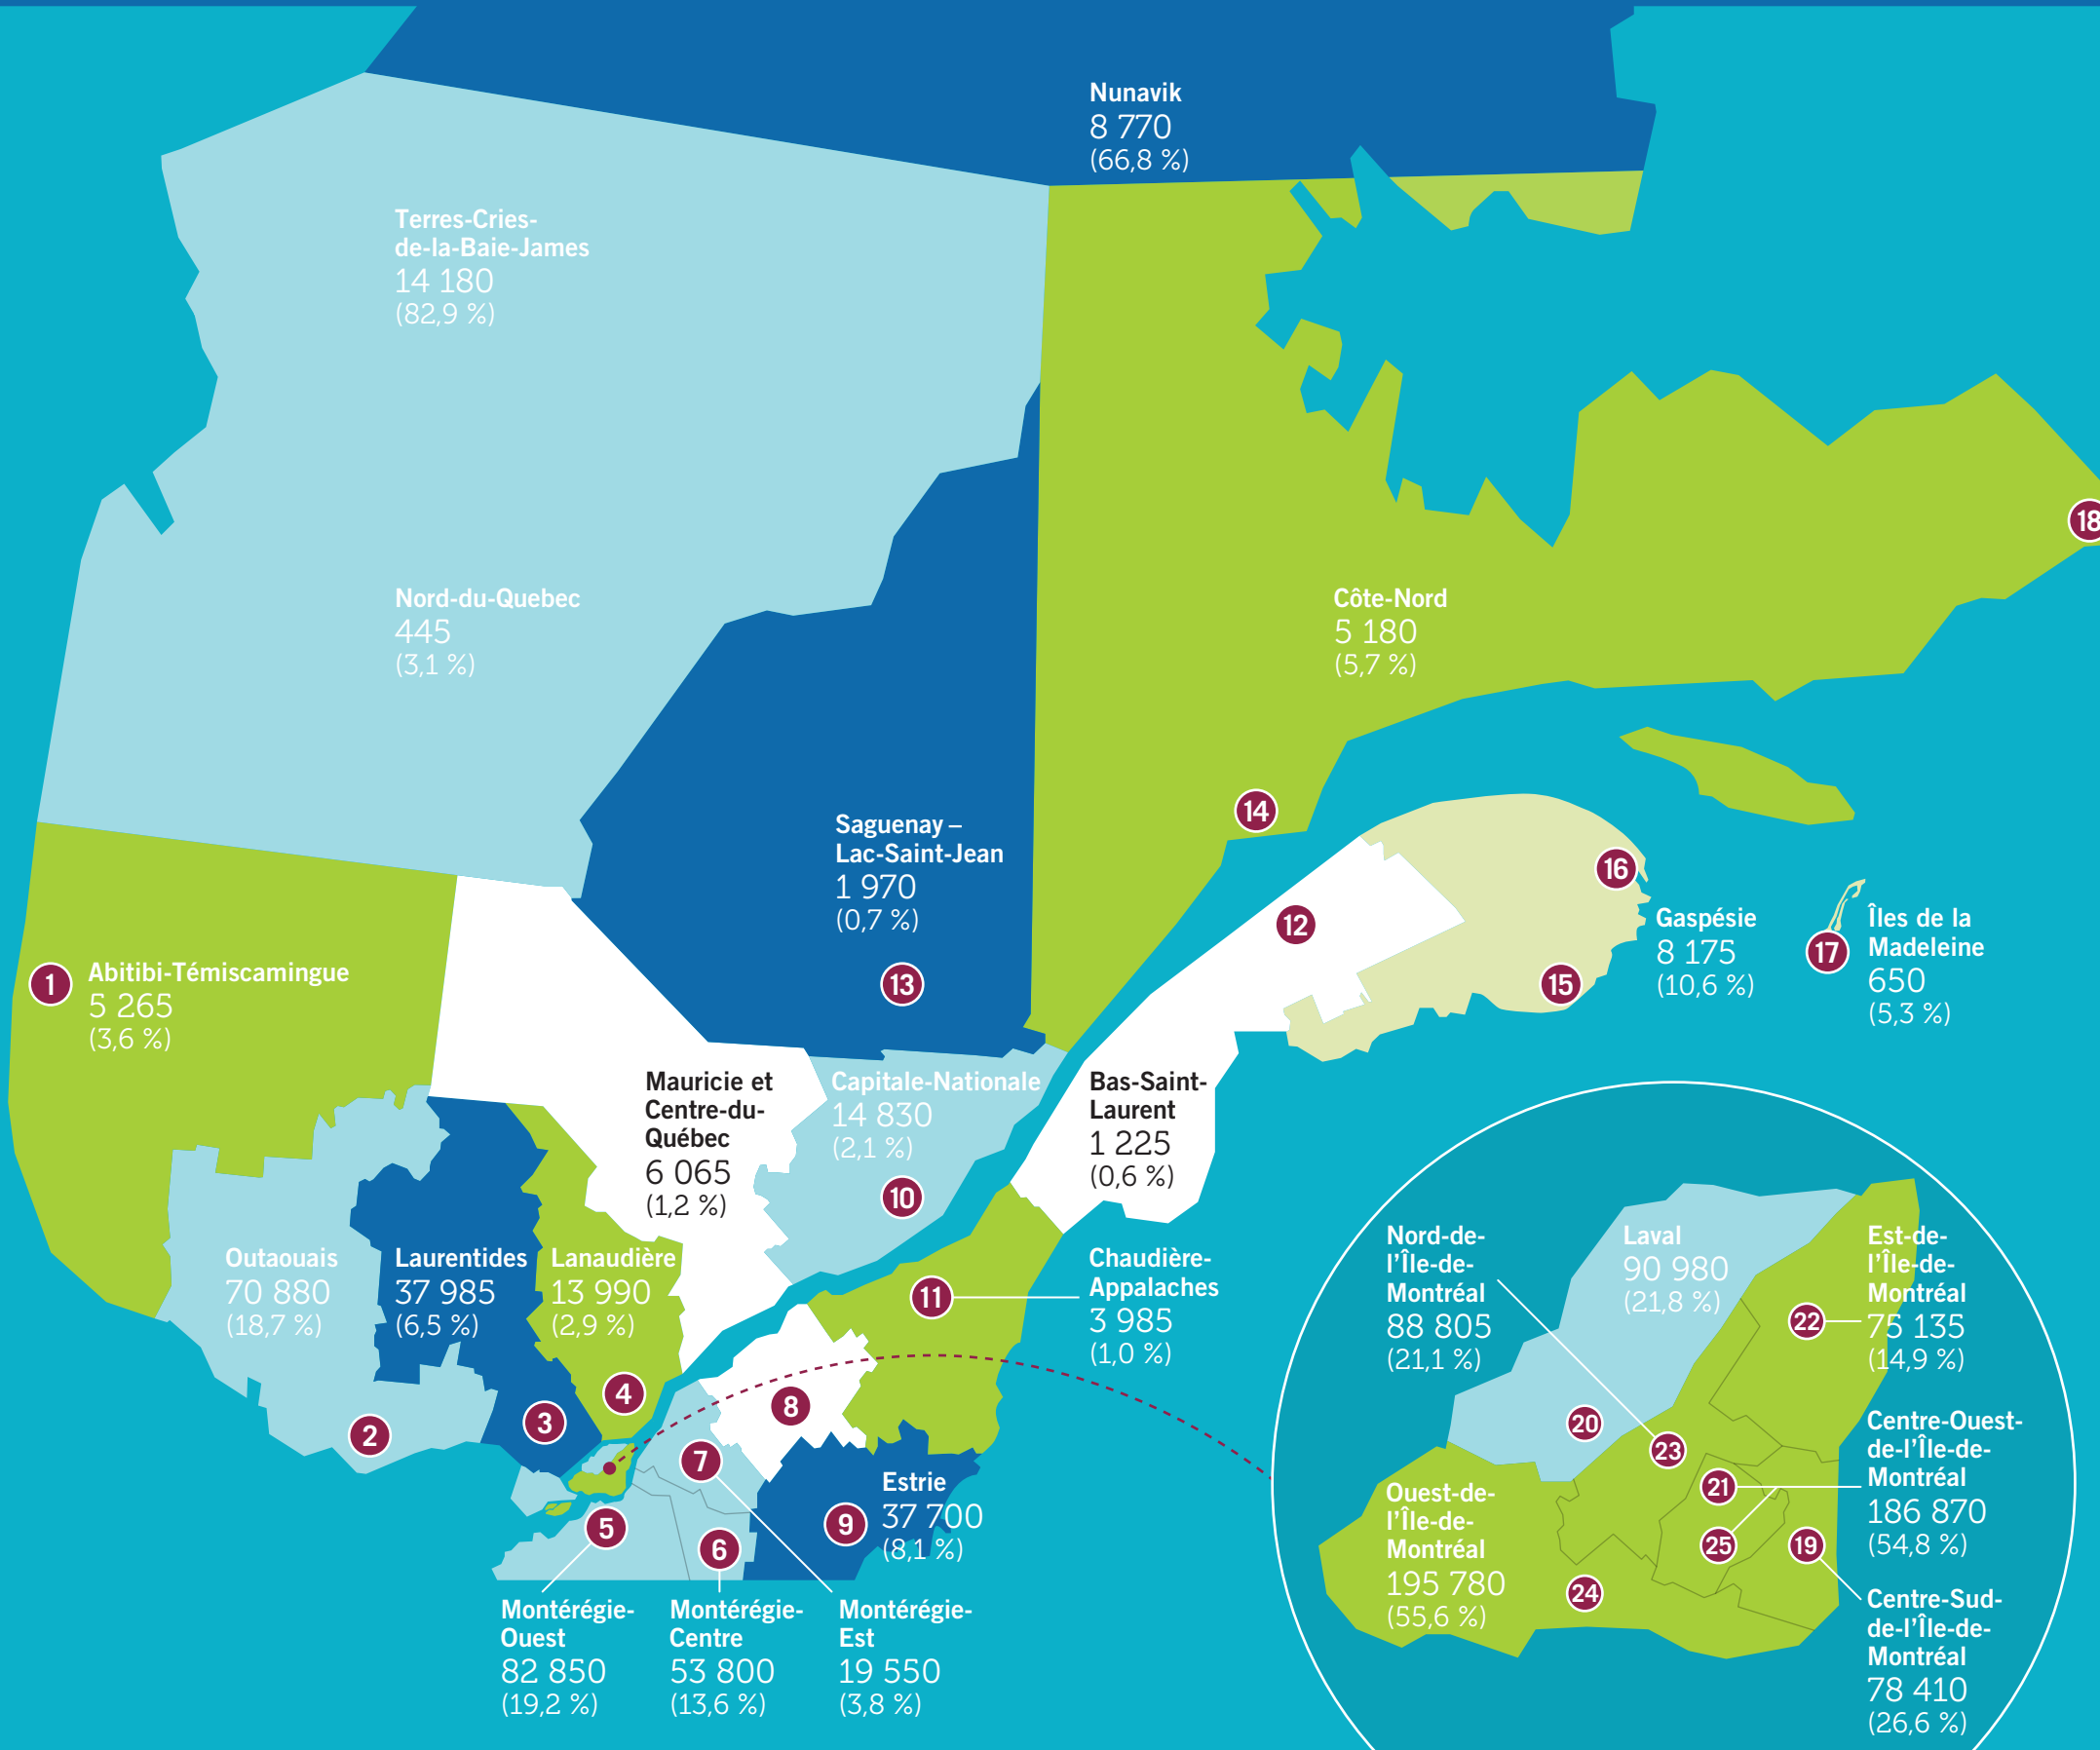 Nunavik
8 770
(66,8 %)
Terres-Cries-
de-la-Baie-James
14 180
(82,9 %)
Nord-du-Quebec
445
(3,1 %)
Côte-Nord
5 180
(5,7 %)
18
14
Saguenay –
Lac-Saint-Jean
1 970
(0,7 %)
13
12
16
15
Gaspésie
8 175
(10,6 %)
17
Îles de la
Madeleine
650
(5,3 %)
1
Abitibi-Témiscamingue
5 265
(3,6 %)
Mauricie et
Centre-du-
Québec
6 065
(1,2 %)
Capitale-Nationale
14 830
(2,1 %)
10
Bas-Saint-
Laurent
1 225
(0,6 %)
Outaouais
70 880
(18,7 %)
Laurentides
37 985
(6,5 %)
Lanaudière
13 990
(2,9 %)
11
Chaudière-
Appalaches
3 985
(1,0 %)
2
3
4
8
7
5
6
9
Estrie
37 700
(8,1 %)
Montérégie-
Ouest
82 850
(19,2 %)
Montérégie-
Centre
53 800
(13,6 %)
Montérégie-
Est
19 550
(3,8 %)
Nord-de-
l'Île-de-
Montréal
88 805
(21,1 %)
Laval
90 980
(21,8 %)
Est-de-
l'Île-de-
Montréal
75 135
(14,9 %)
22
20
23
21
25
19
24
Centre-Ouest-
de-l'Île-de-
Montréal
186 870
(54,8 %)
Ouest-de-
l'Île-de-
Montréal
195 780
(55,6 %)
Centre-Sud-
de-l'Île-de-
Montréal
78 410
(26,6 %)